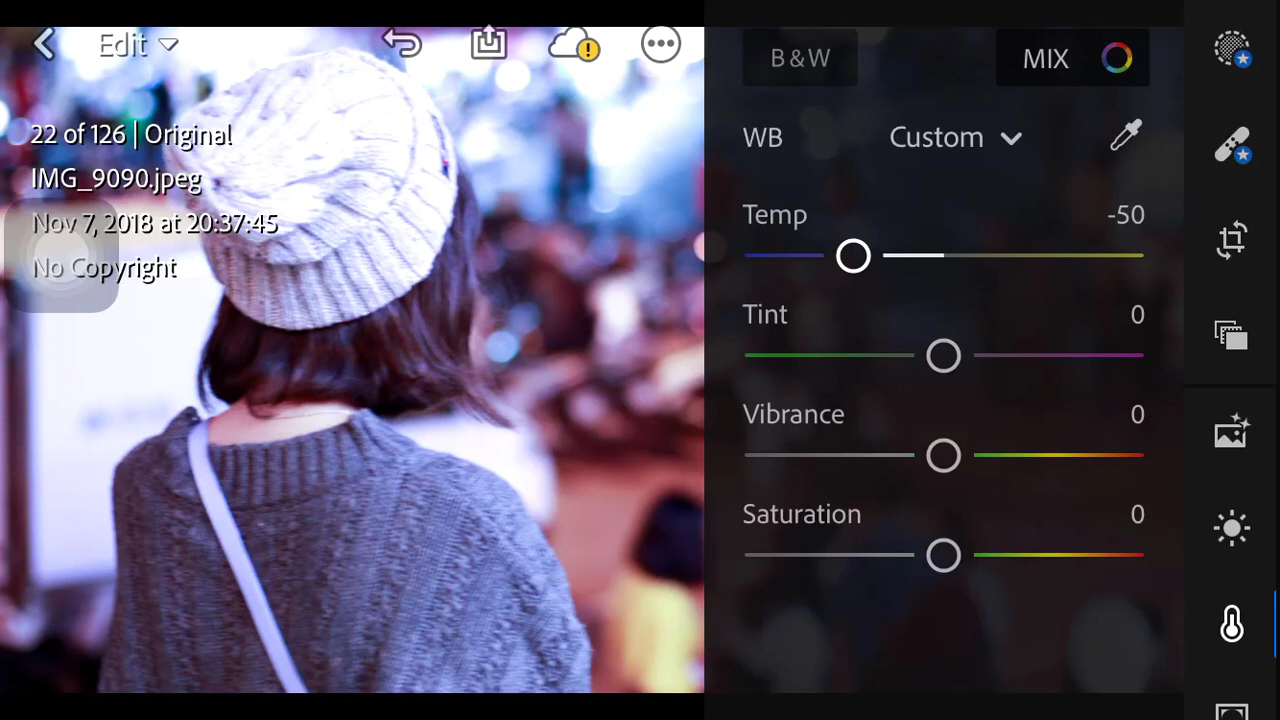 Edit
22 of 126 | Original
IMG_9090.jpeg
Nov 7, 2018 at 20:37:45
No Copyright
B&W
MIX
WB
Custom
Temp
-50
Tint
0
Vibrance
0
Saturation
0